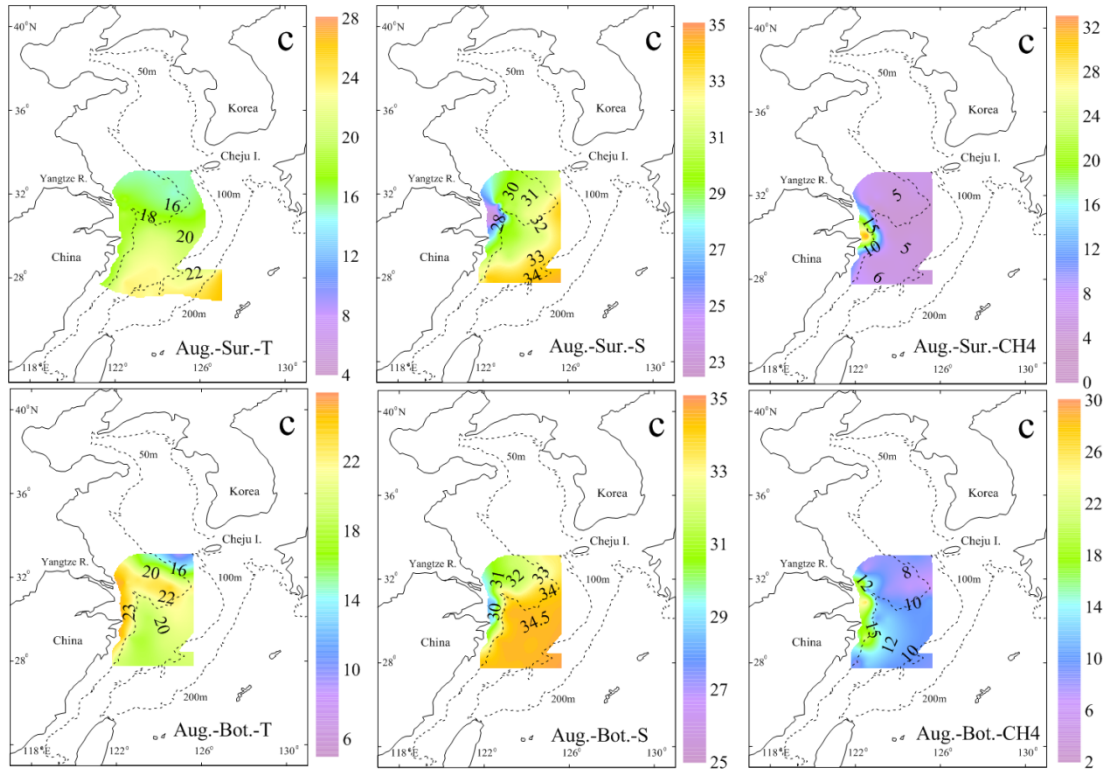 40°N
36°
32°
28°
118°E
122°
126°
130°
50m
Korea
Cheju I.
Yangtze R.
100m
16
18
20
China
22
200m
Aug.-Sur.-T
c
28
24
20
16
12
8
4
40°N
36°
32°
28°
118°E
122°
126°
130°
50m
Korea
Cheju I.
Yangtze R.
100m
30
31
28
32
China
33
34
200m
Aug.-Sur.-S
c
35
33
31
29
27
25
23
40°N
36°
32°
28°
118°E
122°
126°
130°
50m
Korea
Cheju I.
Yangtze R.
100m
5
15
10
5
China
6
200m
Aug.-Sur.-CH4
c
32
28
24
20
16
12
8
4
0
40°N
36°
32°
28°
118°E
122°
126°
130°
50m
Korea
Cheju I.
Yangtze R.
100m
20
16
22
23
20
China
200m
Aug.-Bot.-T
c
22
18
14
10
6
40°N
36°
32°
28°
118°E
122°
126°
130°
50m
Korea
Cheju I.
Yangtze R.
100m
31
32
33
34
30
34.5
China
200m
Aug.-Bot.-S
c
35
33
31
29
27
25
40°N
36°
32°
28°
118°E
122°
126°
130°
50m
Korea
Cheju I.
Yangtze R.
100m
12
8
10
15
12
10
China
200m
Aug.-Bot.-CH4
c
30
26
22
18
14
10
6
2